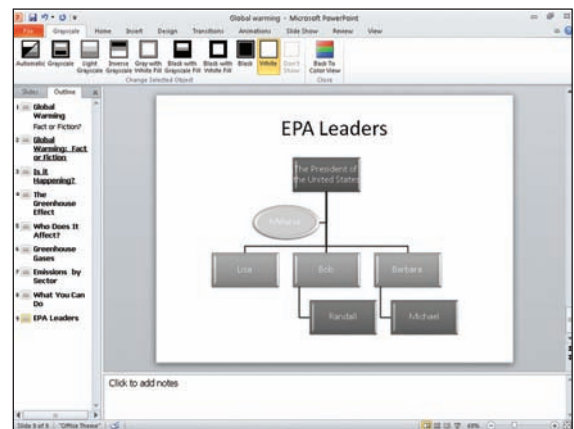 Global warming - Microsoft PowerPoint
File Grayscale Home Insert Design Transitions Animations Slide Show Review View
Automatic Grayscale Light Grayscale Inverse Grayscale Gray with White Fill Black with Grayscale Fill Black with White Fill Black White Don't Show Back To Color View
Change Selected Object Close
Slides Outline
1 Global
Warming
Fact or Fiction?
2 Global
Warming: Fact
or Fiction
3 Is it
Happening?
4 The
Greenhouse
Effect
5 Who Does It
Affect?
6 Greenhouse
Gases
7 Emissions by
Sector
8 What You Can
Do
9 EPA Leaders
EPA Leaders
The President of
the United States
Lisa
Bob
Barbara
Randall
Michael
Click to add notes
Slide 9 of 9 "Office Theme" 69%